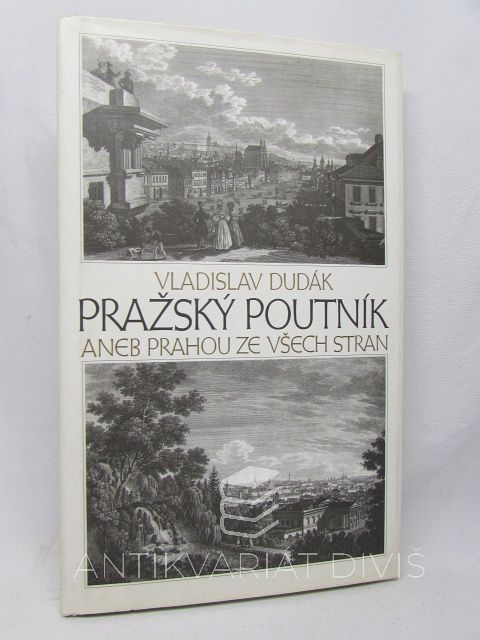 VLADISLAV DUDÁK
PRAŽSKÝ POUTNÍK
ANEB PRAHOU ZE VŠECH STRAN
ANTIKVARIÁT DIVIŠ